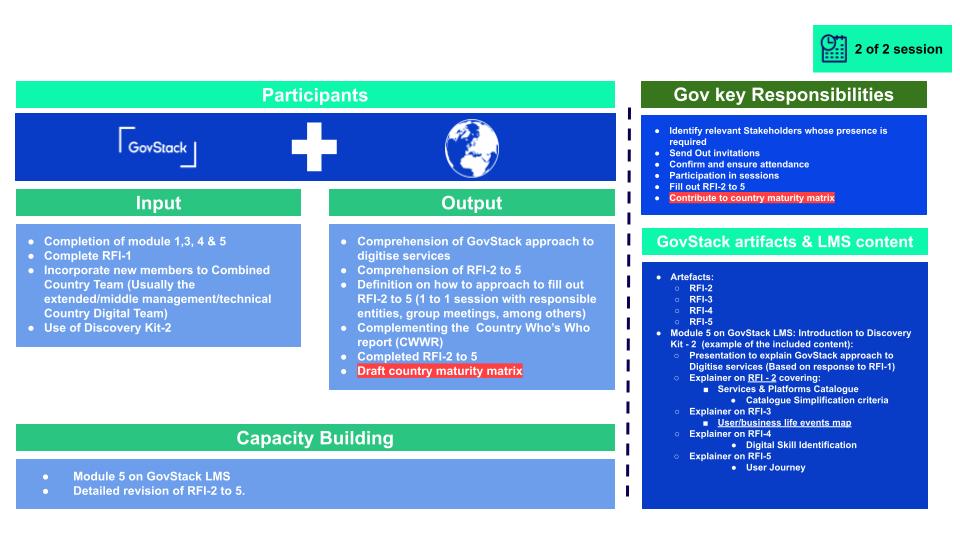 2 of 2 session
Participants
GovStack
Input
● Completion of module 1,3, 4 & 5
● Complete RFI-1
● Incorporate new members to Combined
Country Team (Usually the
extended/middle management/technical
Country Digital Team)
● Use of Discovery Kit-2
Output
● Comprehension of GovStack approach to
digitise services
● Comprehension of RFI-2 to 5
● Definition on how to approach to fill out
RFI-2 to 5 (1 to 1 session with responsible
entities, group meetings, among others)
● Complementing the Country Who's Who
report (CWWR)
● Completed RFI-2 to 5
● Draft country maturity matrix
Capacity Building
● Module 5 on GovStack LMS
● Detailed revision of RFI-2 to 5.
Gov key Responsibilities
● Identify relevant Stakeholders whose presence is
required
● Send Out invitations
● Confirm and ensure attendance
● Participation in sessions
● Fill out RFI-2 to 5
● Contribute to country maturity matrix
GovStack artifacts & LMS content
● Artefacts:
○ RFI-2
○ RFI-3
○ RFI-4
○ RFI-5
● Module 5 on GovStack LMS: Introduction to Discovery
Kit - 2 (example of the included content):
○ Presentation to explain GovStack approach to
Digitise services (Based on response to RFI-1)
○ Explainer on RFI - 2 covering:
■ Services & Platforms Catalogue
● Catalogue Simplification criteria
○ Explainer on RFI-3
■ User/business life events map
○ Explainer on RFI-4
● Digital Skill Identification
○ Explainer on RFI-5
● User Journey